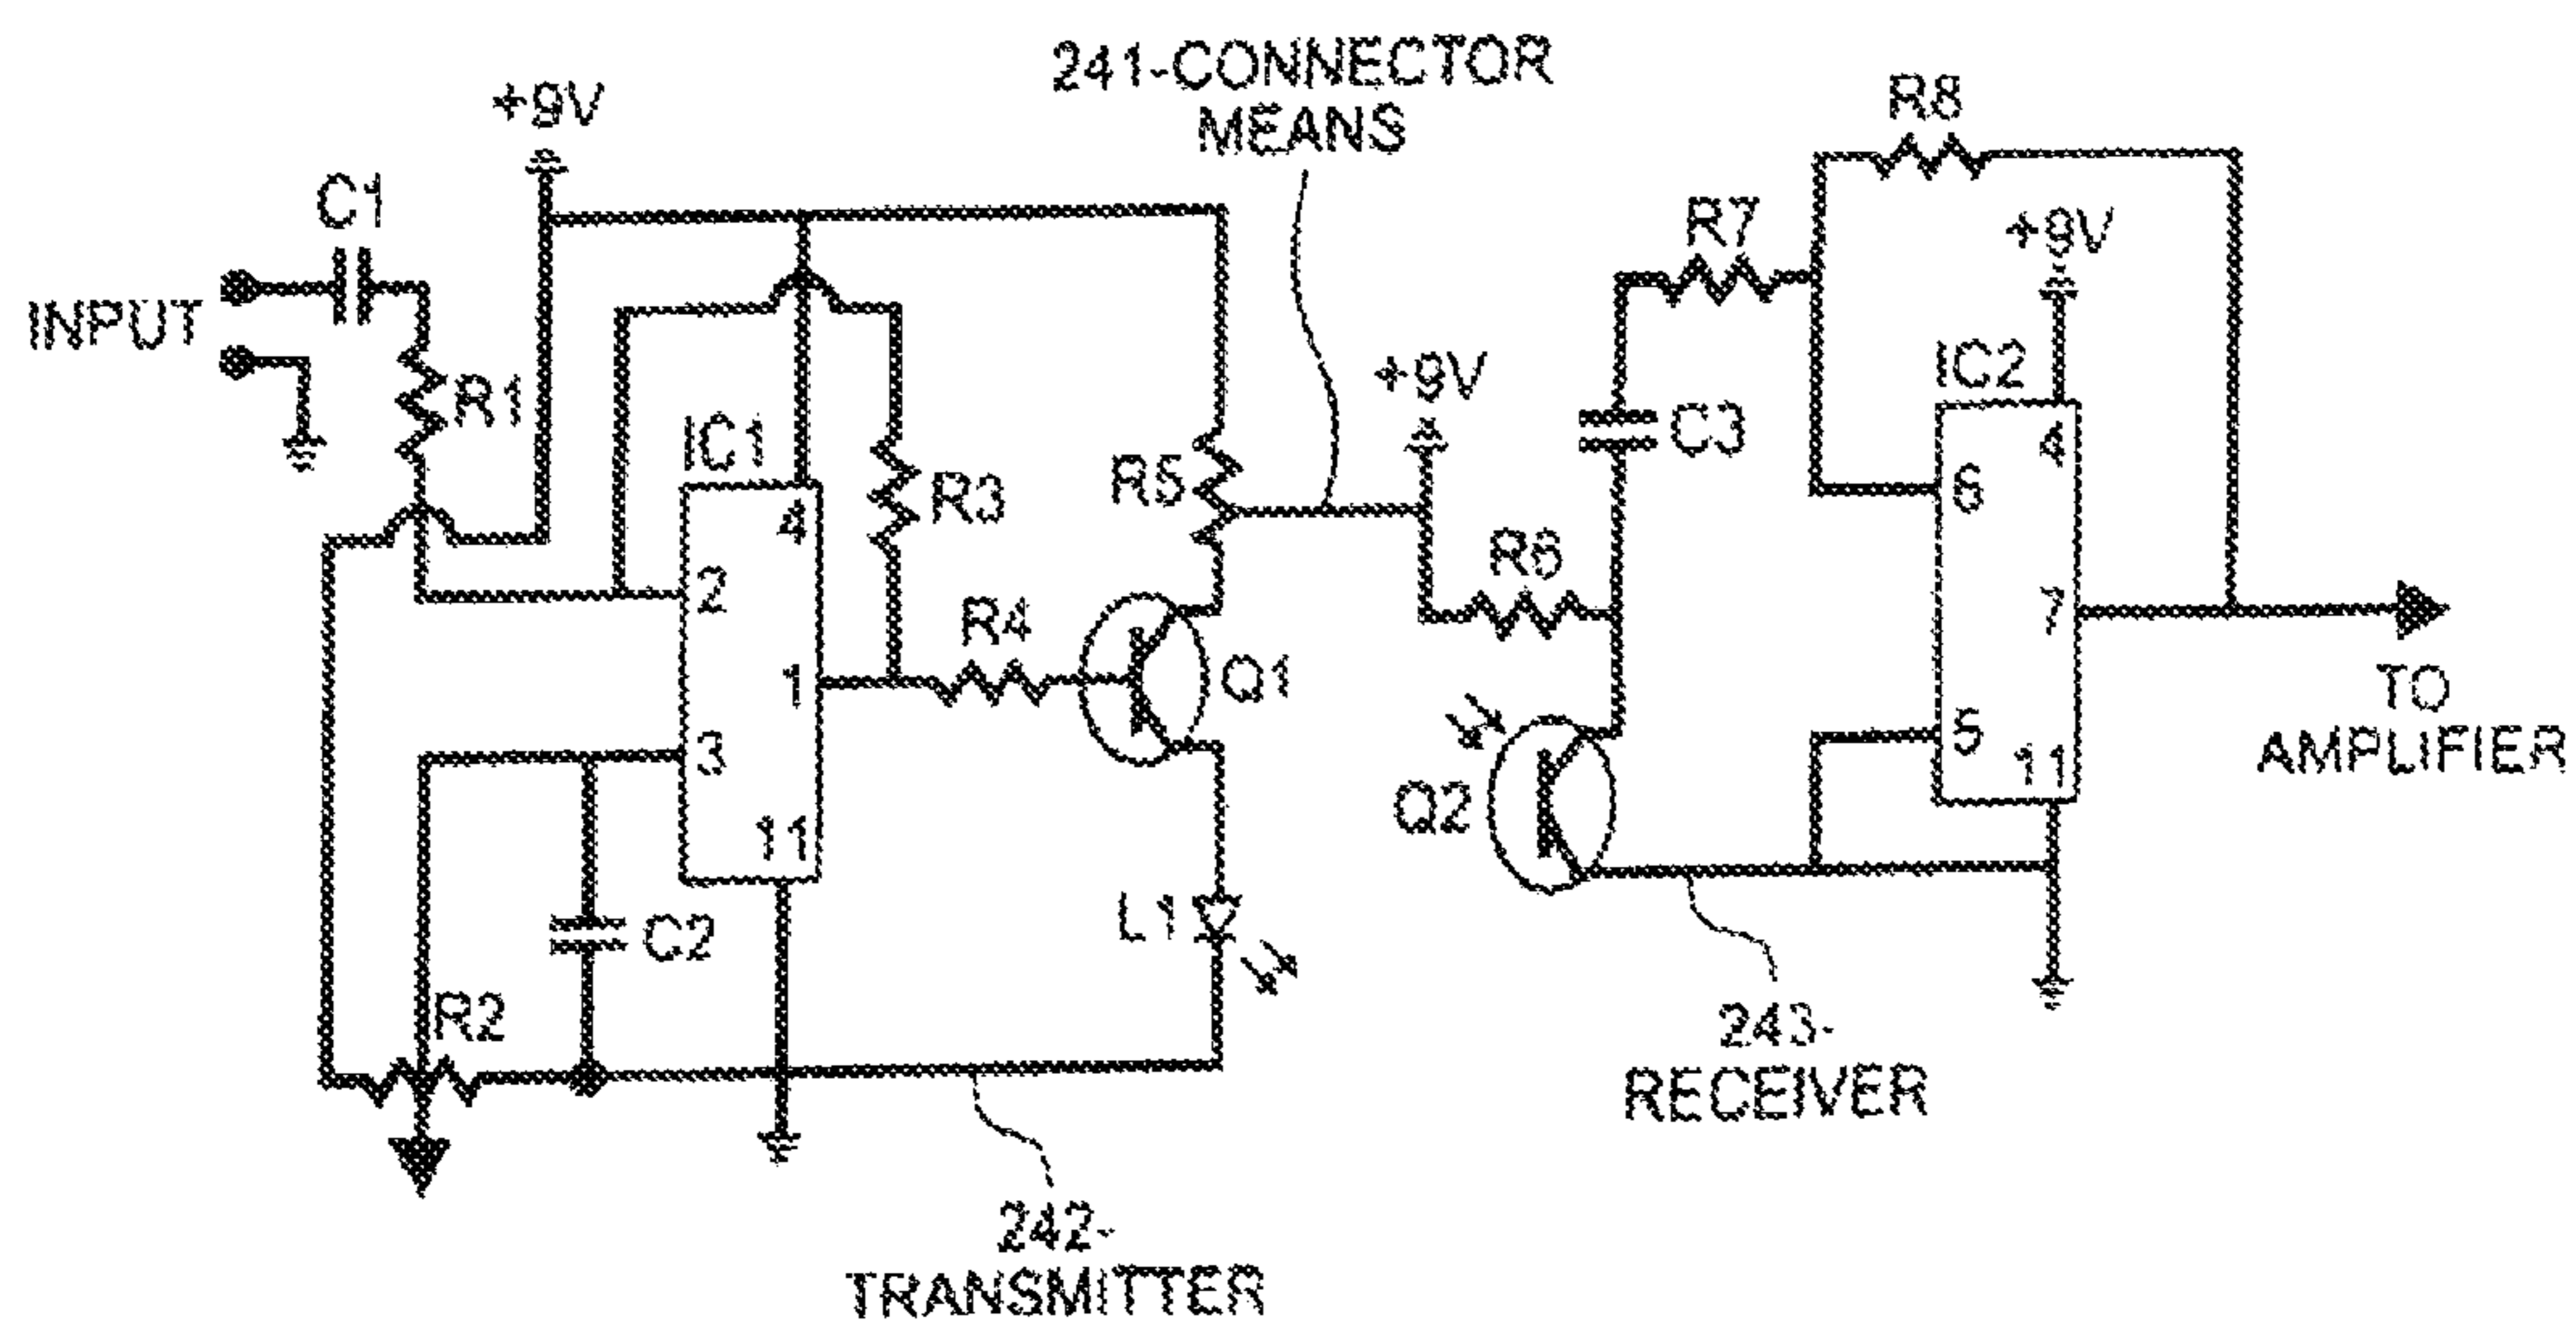 241-CONNECTOR
MEANS
+9V
C1
INPUT
R1
IC1
4
2
1
3
11
R3
R4
R5
Q1
C2
R2
L1
242-
TRANSMITTER
+9V
R6
R7
R8
C3
+9V
IC2
4
6
7
5
11
Q2
243-
RECEIVER
TO
AMPLIFIER